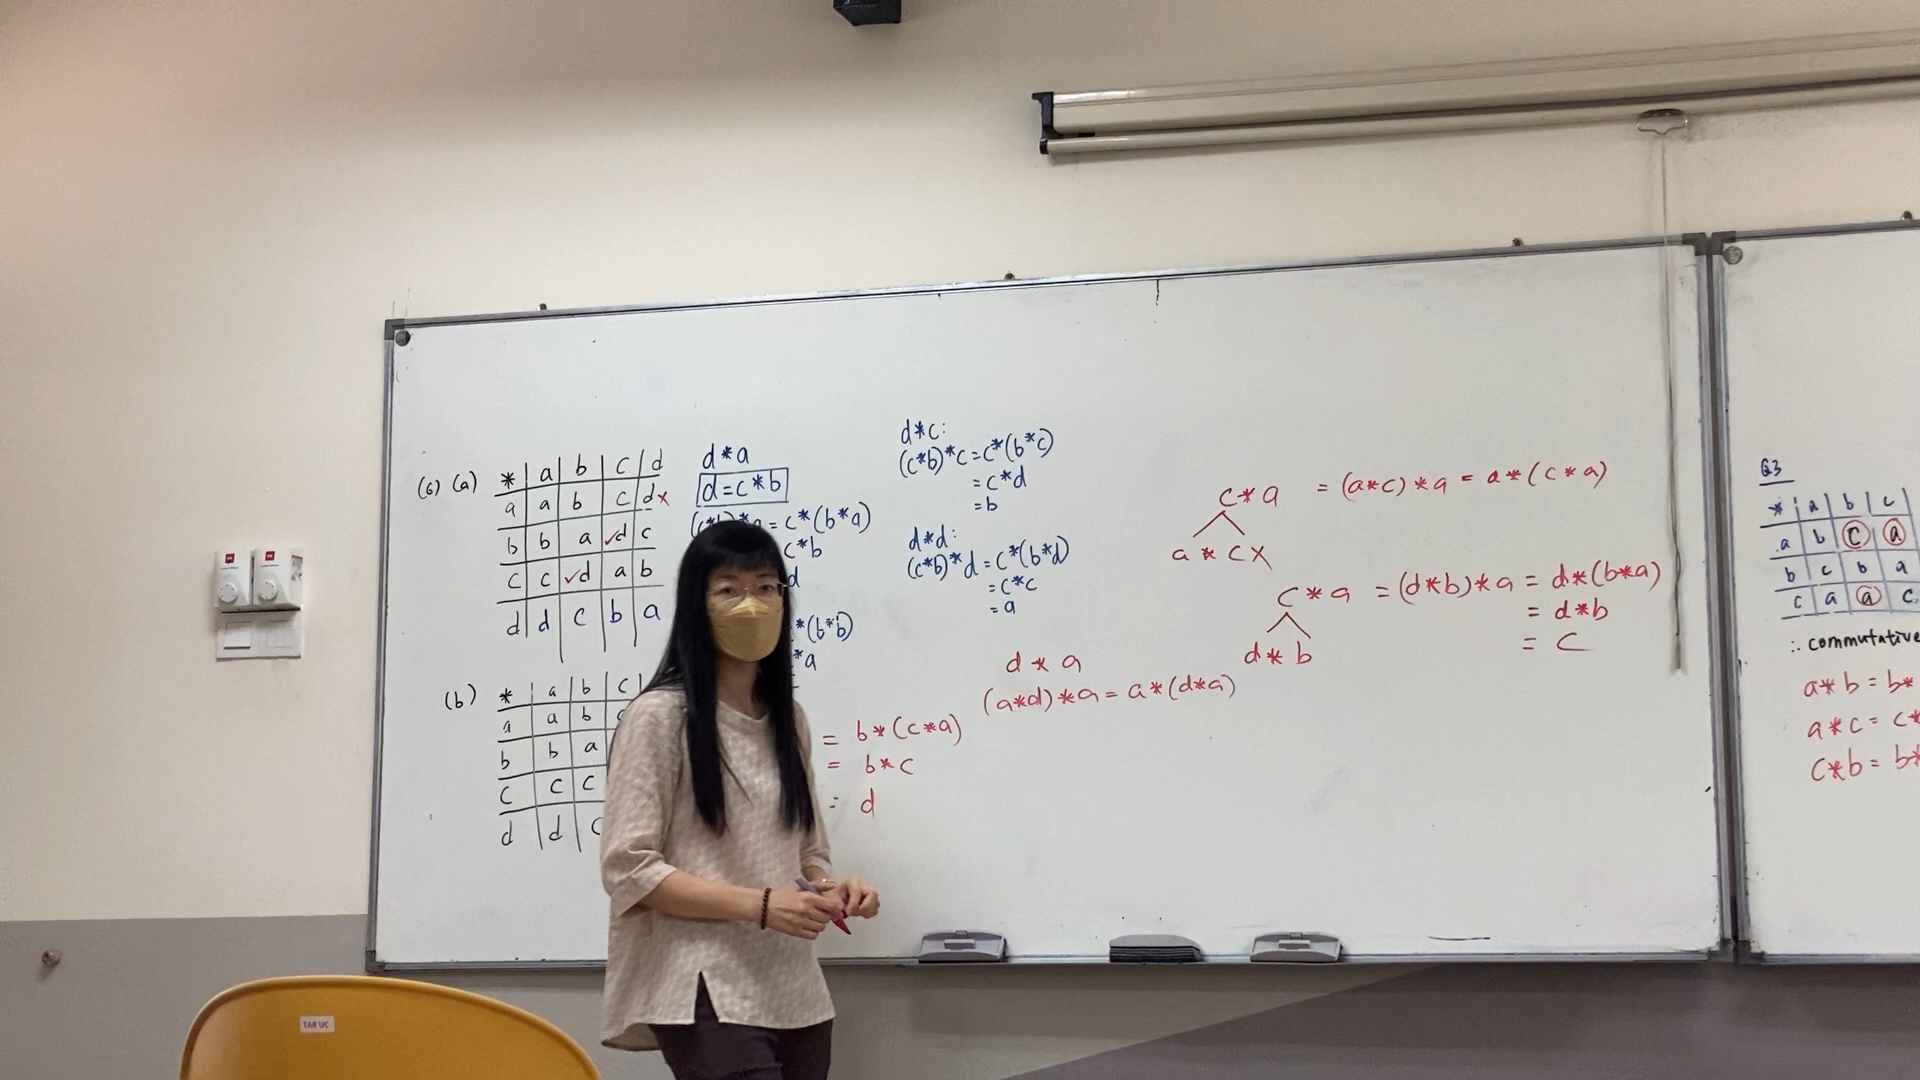 (6) (a)
* | a | b | c | d
a | a | b | c | d x
b | b | a | ✓d | c
c | c | ✓d | a | b
d | d | c | b | a
d*a
d=c*b
= c*(b*a)
c*b
d
*(b*b)
*a
d*c:
(c*b)*c=c*(b*c)
= c*d
= b
d*d:
(c*b)*d=c*(b*d)
= c*c
= a
c*a = (a*c)*a = a*(c*a)
a * c x
c*a = (d*b)*a = d*(b*a)
= d*b
= c
d * b
d * a
(a*d)*a=a*(d*a)
(b)
* | a | b | c
a | a | b
b | b | a
c | c | c
d | d | c
= b*(c*a)
= b*c
= d
Q3
* | a | b | c
a | b | c | a
b | c | b | a
c | a | a | c
∴ commutative
a*b = b*
a*c = c*
c*b = b*
TAR UC